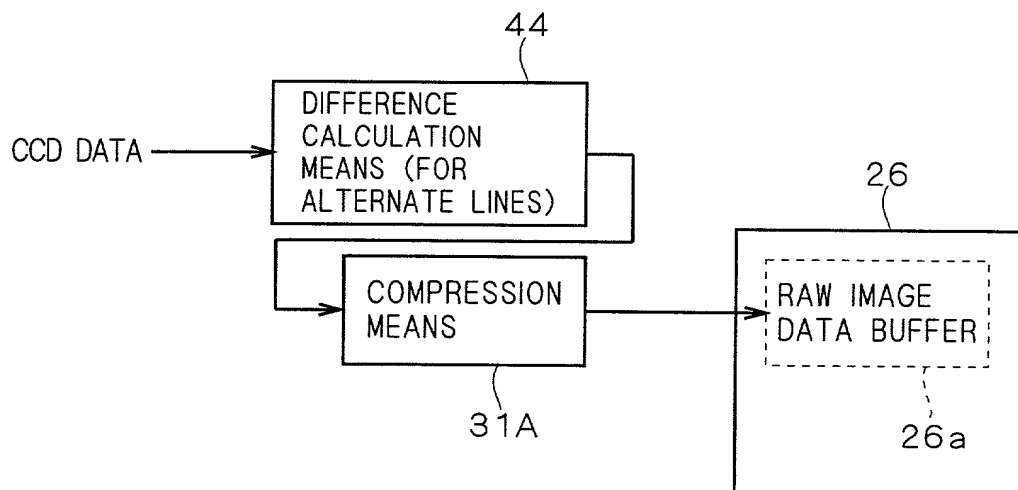 44
DIFFERENCE
CALCULATION
MEANS (FOR
ALTERNATE LINES)
CCD DATA
26
COMPRESSION
MEANS
RAW IMAGE
DATA BUFFER
31A
26a